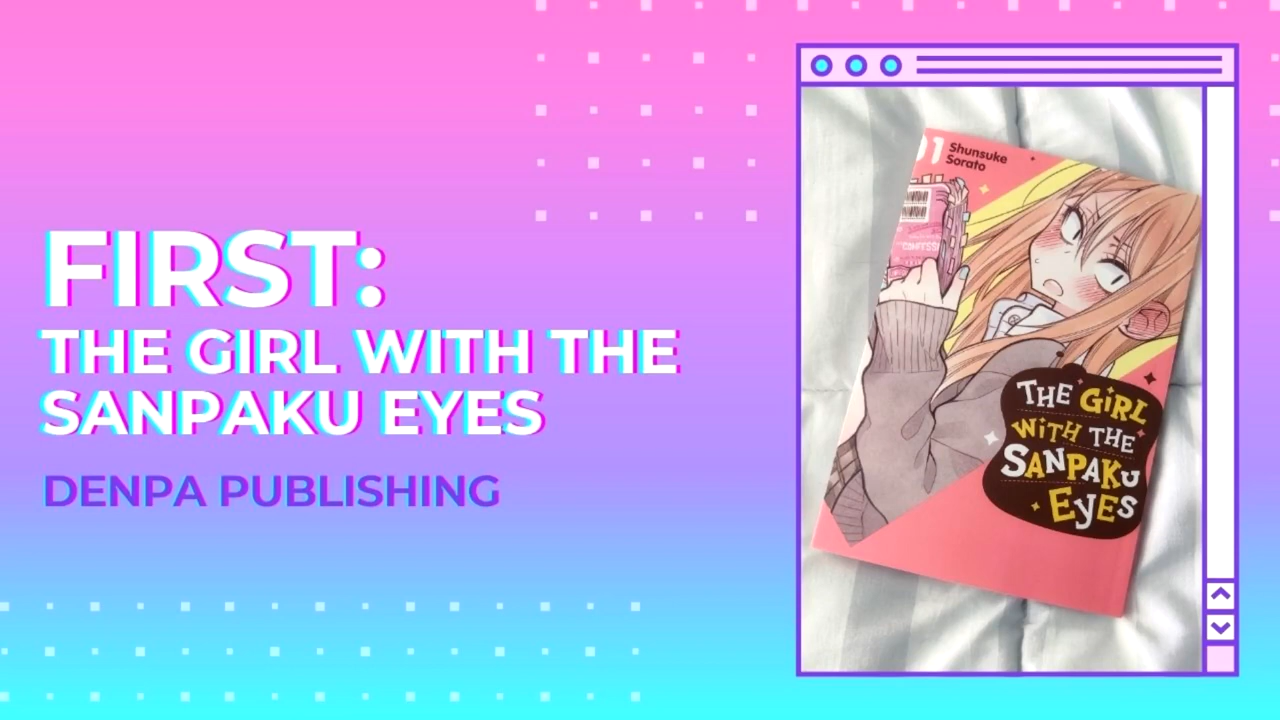 FIRST:
THE GIRL WITH THE
SANPAKU EYES
DENPA PUBLISHING
01
Shunsuke
Sorato
THE GIRL
WITH THE
SANPAKU
EYES